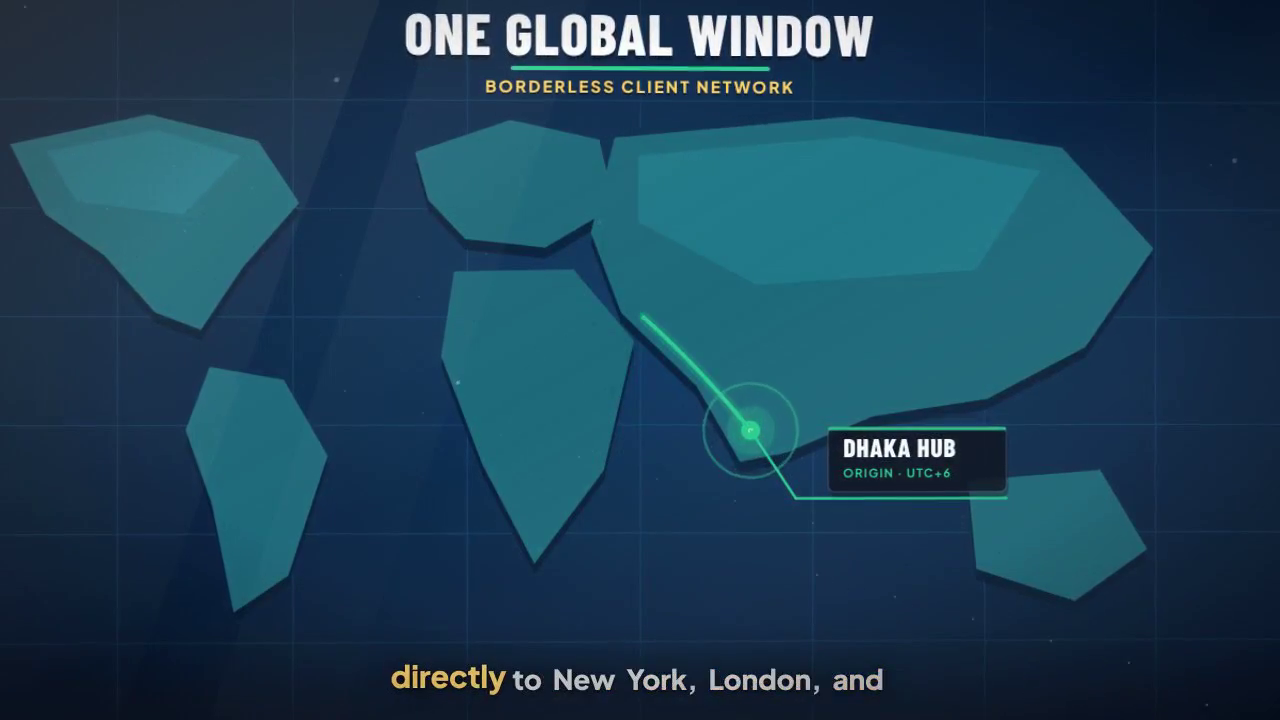 ONE GLOBAL WINDOW
BORDERLESS CLIENT NETWORK
DHAKA HUB
ORIGIN · UTC+6
directly to New York, London, and